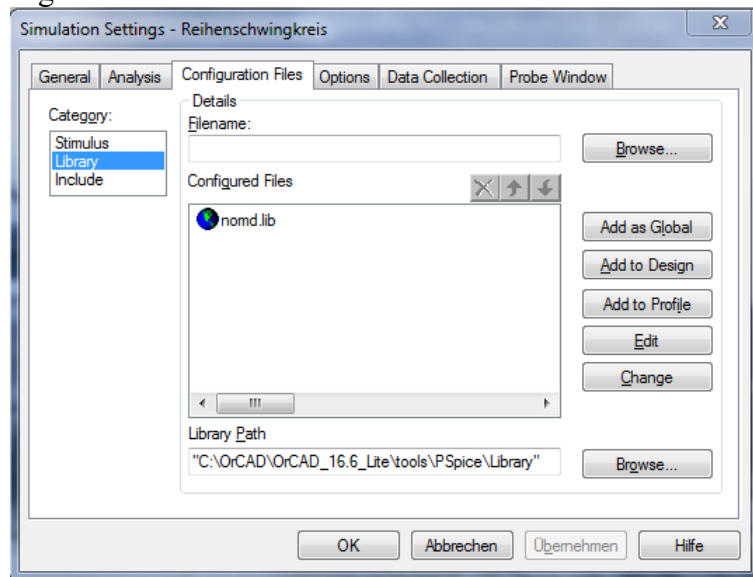 Simulation Settings - Reihenschwingkreis
General Analysis Configuration Files Options Data Collection Probe Window
Category:
Stimulus
Library
Include
Details
Filename:
Browse...
Configured Files
nomd.lib
Add as Global
Add to Design
Add to Profile
Edit
Change
Library Path
"C:\OrCAD\OrCAD_16.6_Lite\tools\PSpice\Library"
Browse...
OK Abbrechen Übernehmen Hilfe